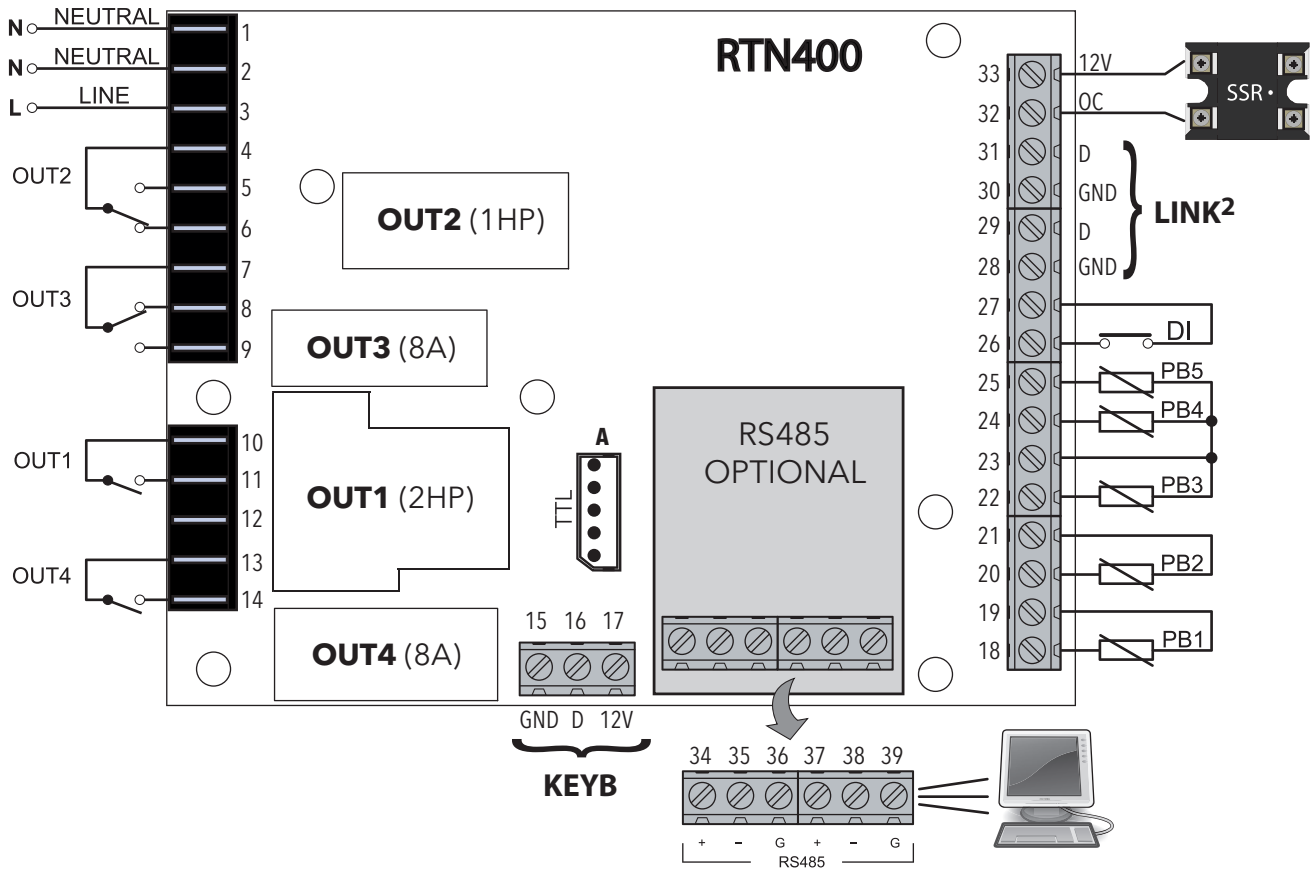 RTN400
N NEUTRAL 1
N NEUTRAL 2
L LINE 3
4
OUT2 5
6
7
OUT3 8
9
10
OUT1 11
12
13
OUT4 14
OUT2 (1HP)
OUT3 (8A)
OUT1 (2HP)
OUT4 (8A)
A
TTL
RS485
OPTIONAL
15 16 17
GND D 12V
KEYB
33 12V
32 OC
SSR
31 D
30 GND
29 D
28 GND
LINK²
27
26 DI
25 PB5
24 PB4
23
22 PB3
21
20 PB2
19
18 PB1
34 35 36 37 38 39
+ - G + - G
RS485